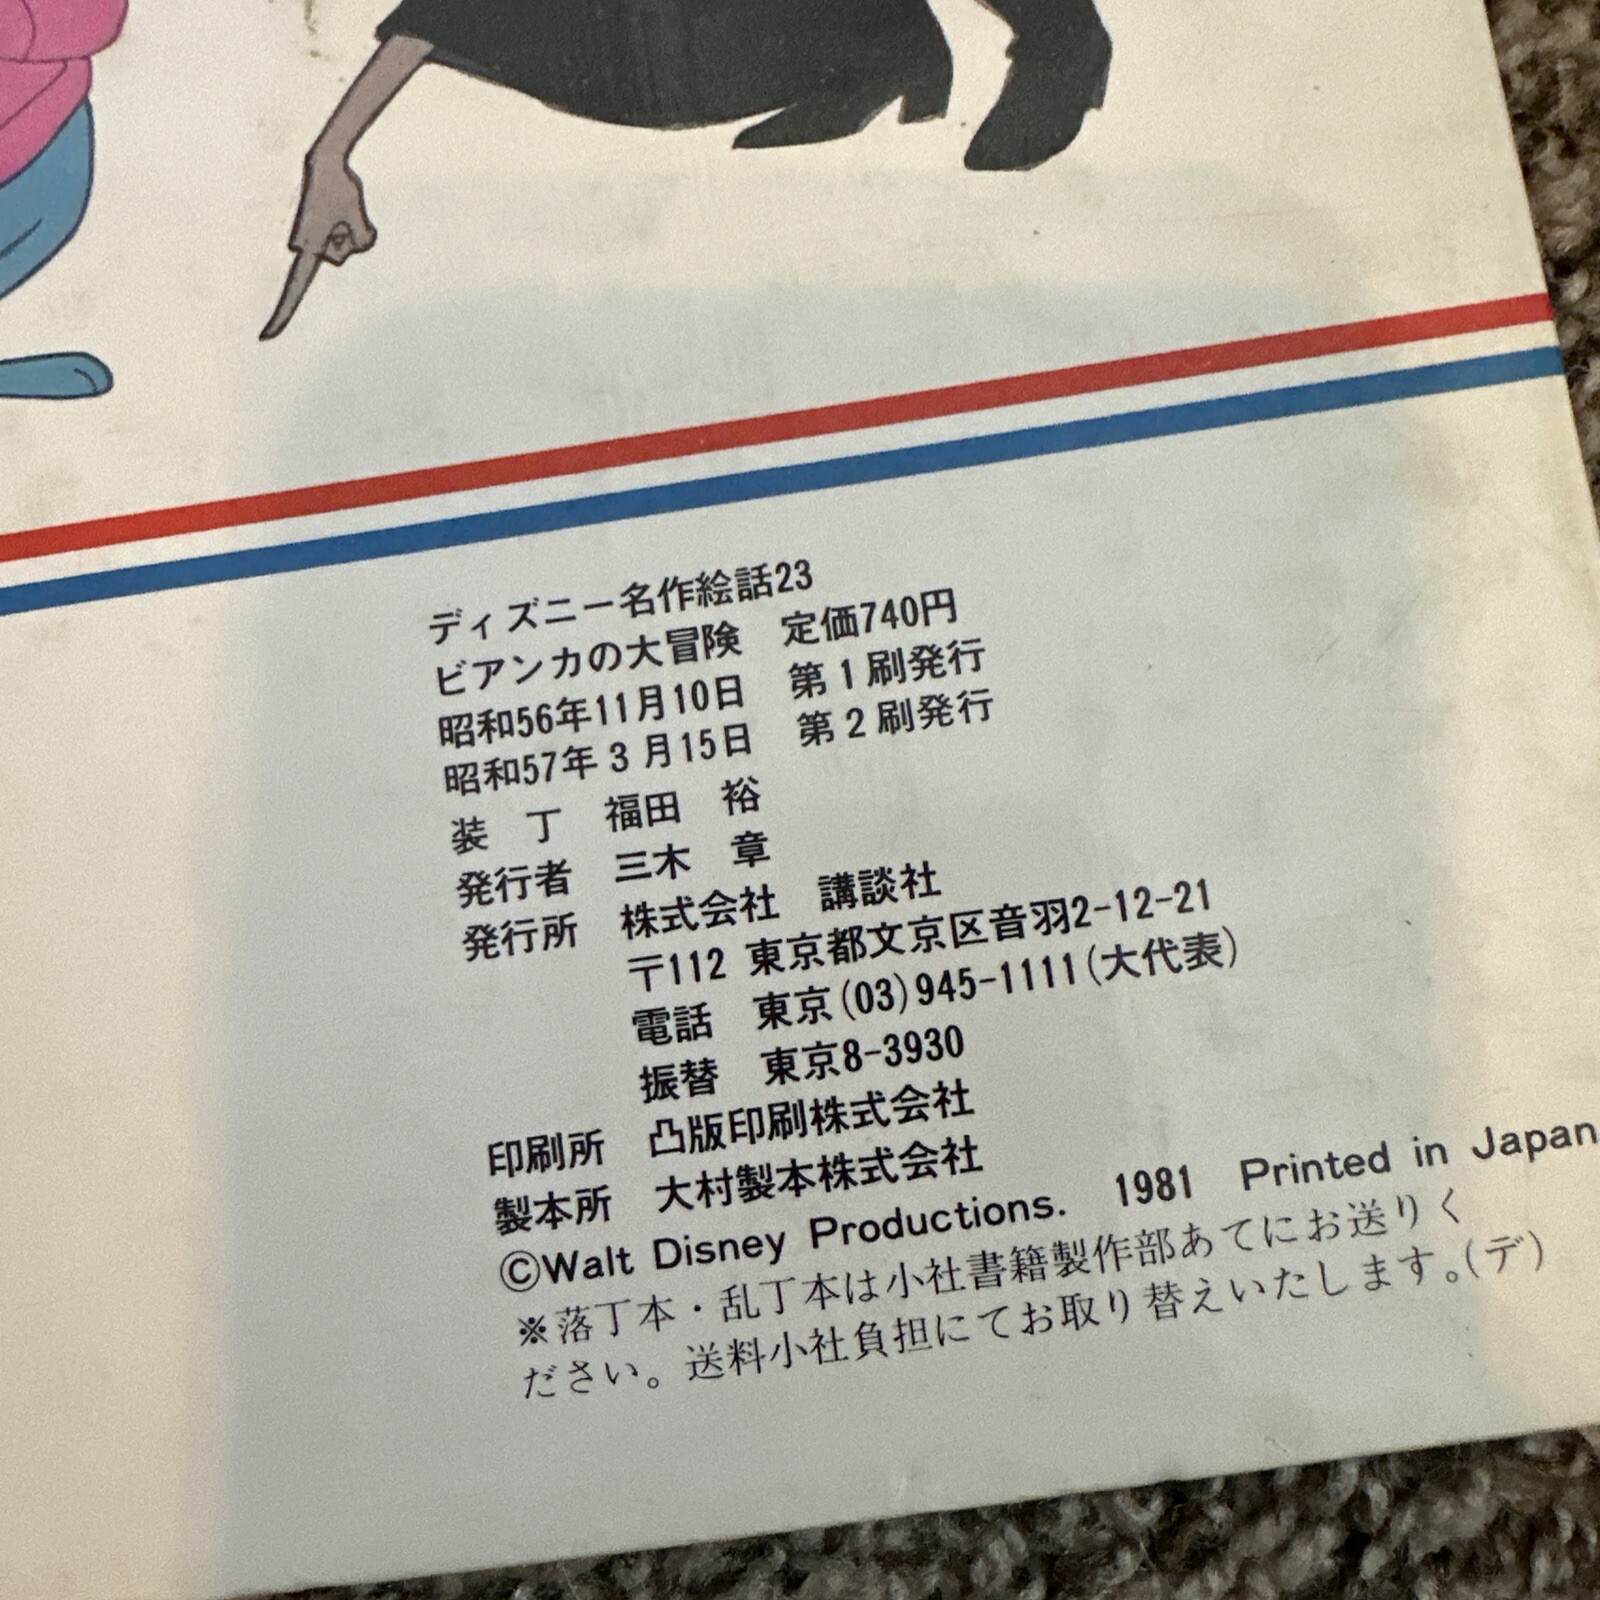 ディズニー名作絵話23
ビアンカの大冒険　定価740円
昭和56年11月10日　第1刷発行
昭和57年3月15日　第2刷発行
装　丁　福田　裕
発行者　三木　章
発行所　株式会社　講談社
〒112 東京都文京区音羽2-12-21
電話　東京(03)945-1111(大代表)
振替　東京8-3930
印刷所　凸版印刷株式会社
製本所　大村製本株式会社
©Walt Disney Productions. 1981 Printed in Japan
※落丁本・乱丁本は小社書籍製作部あてにお送りく
ださい。送料小社負担にてお取り替えいたします。(デ)